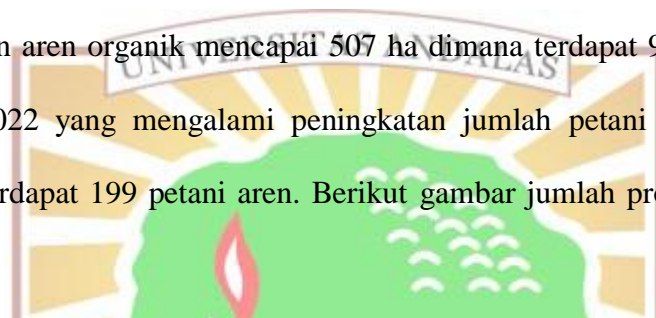 n aren organik mencapai 507 ha dimana terdapat 9
UNIVERSITAS ANDALAS
022 yang mengalami peningkatan jumlah petani
rdapat 199 petani aren. Berikut gambar jumlah pr